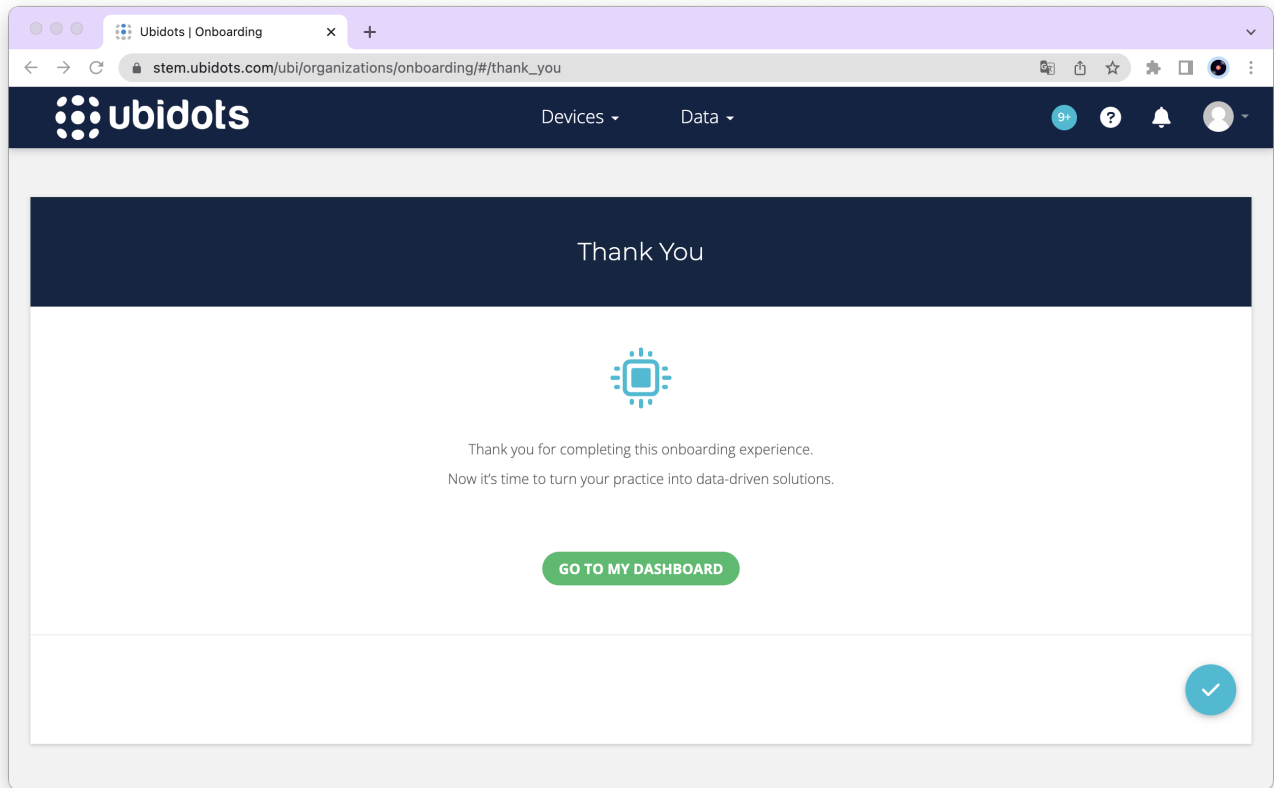 Ubidots | Onboarding
stem.ubidots.com/ubi/organizations/onboarding/#/thank_you
ubidots
Devices
Data
9+
?
Thank You
Thank you for completing this onboarding experience.
Now it's time to turn your practice into data-driven solutions.
GO TO MY DASHBOARD